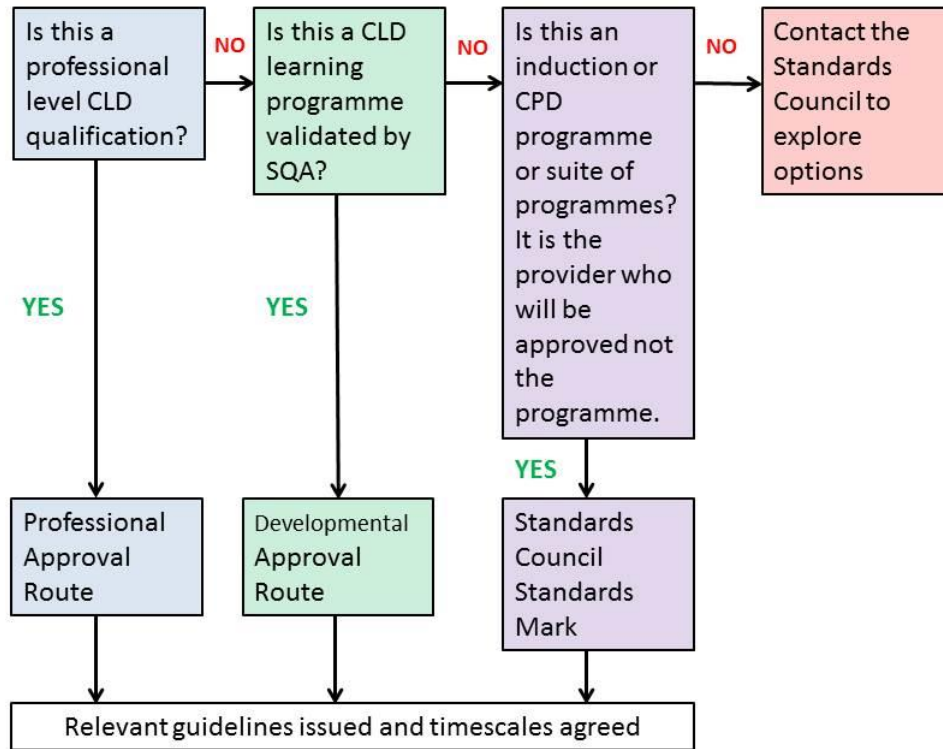 Is this a
professional
level CLD
qualification?
NO
Is this a CLD
learning
programme
validated by
SQA?
NO
Is this an
induction or
CPD
programme
or suite of
programmes?
It is the
provider who
will be
approved not
the
programme.
NO
Contact the
Standards
Council to
explore
options
YES
YES
YES
Professional
Approval
Route
Developmental
Approval
Route
Standards
Council
Standards
Mark
Relevant guidelines issued and timescales agreed